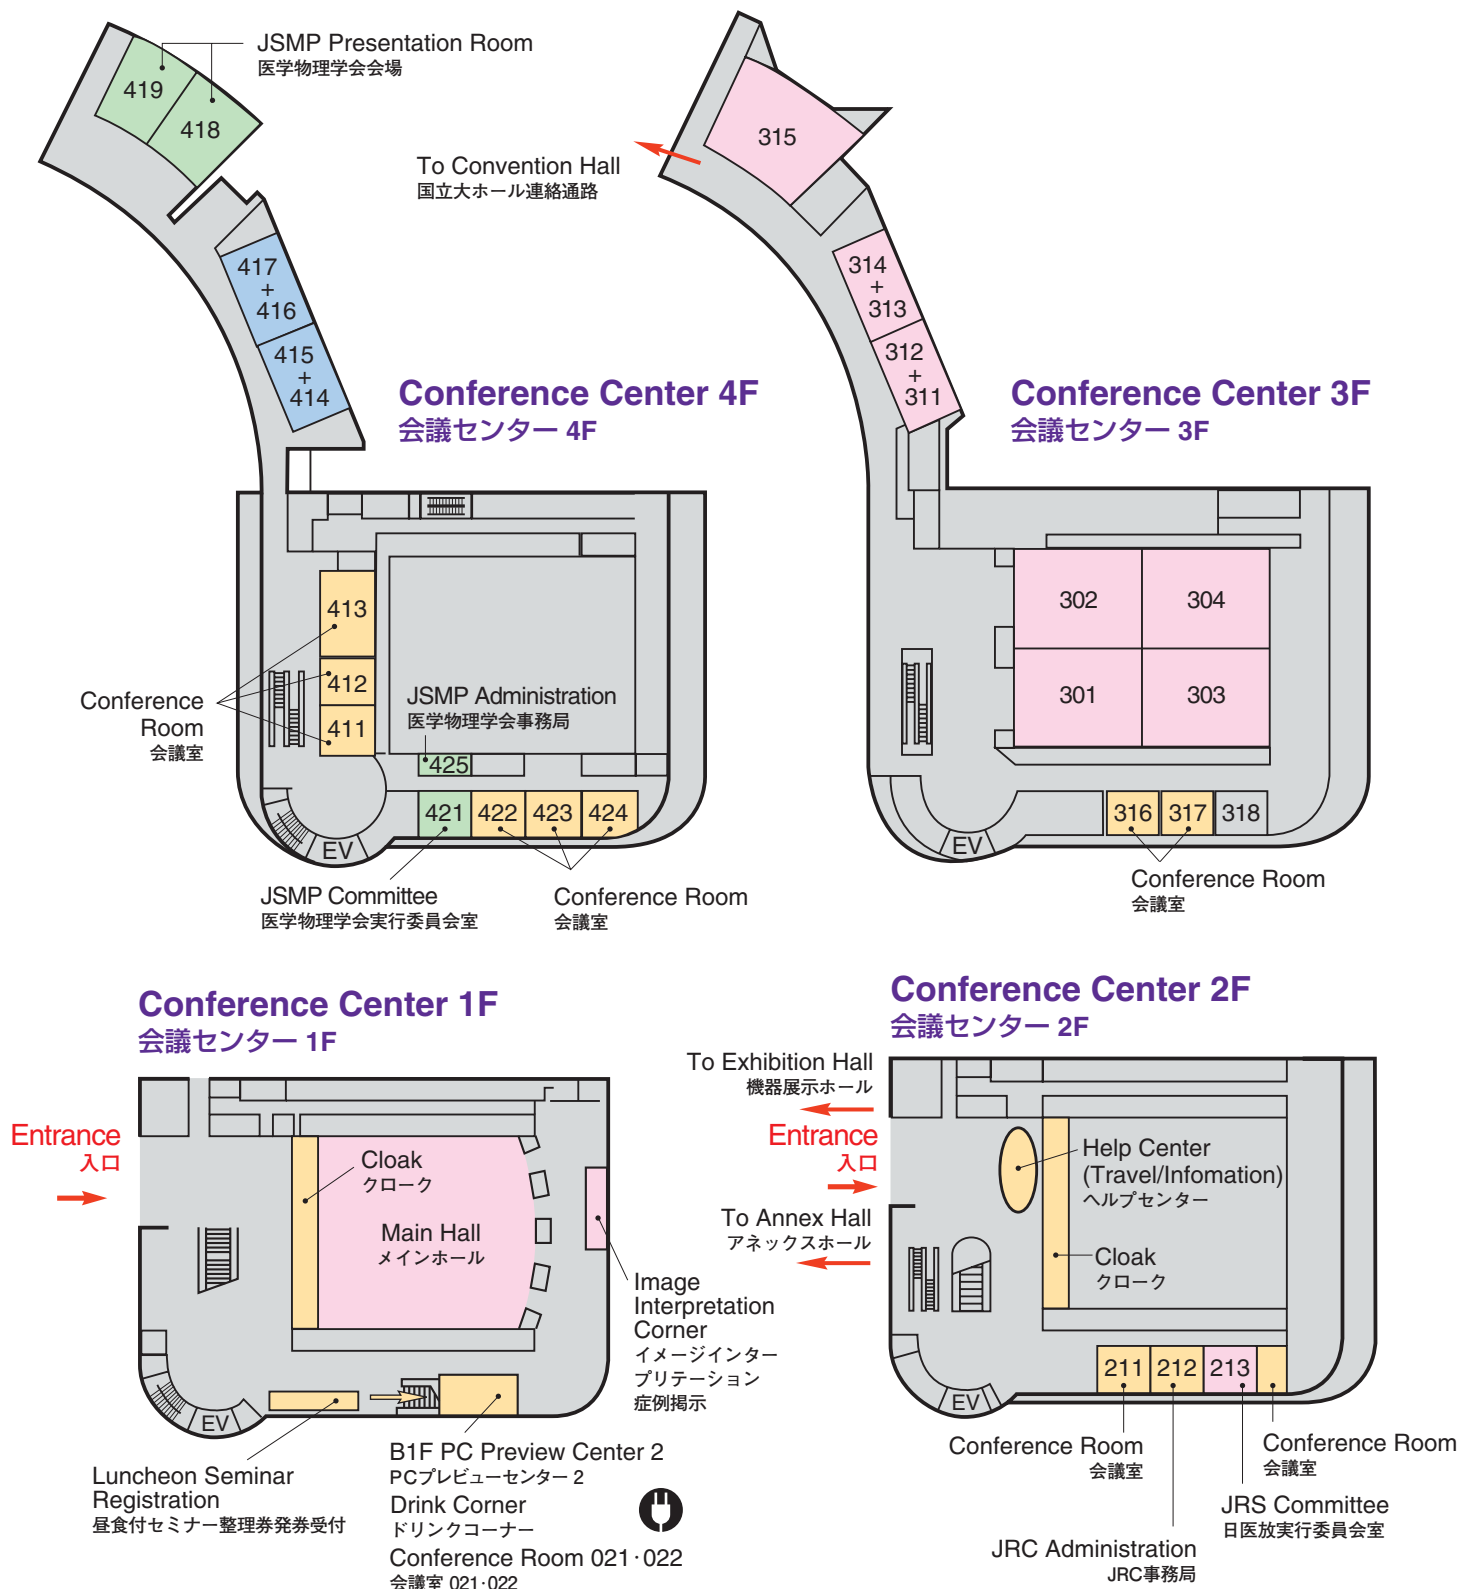 JSMP Presentation Room
医学物理学会会場
419
418
417
+
416
415
+
414
Conference Center 4F
会議センター 4F
413
412
411
Conference
Room
会議室
JSMP Administration
医学物理学会事務局
425
421
422
423
424
EV
JSMP Committee
医学物理学会実行委員会室
Conference Room
会議室
To Convention Hall
国立大ホール連絡通路
315
314
+
313
312
+
311
Conference Center 3F
会議センター 3F
302
304
301
303
316
317
318
EV
Conference Room
会議室
Conference Center 1F
会議センター 1F
Entrance
入口
Cloak
クローク
Main Hall
メインホール
Image
Interpretation
Corner
イメージインター
プリテーション
症例掲示
EV
Luncheon Seminar
Registration
昼食付セミナー整理券発券受付
B1F PC Preview Center 2
PCプレビューセンター 2
Drink Corner
ドリンクコーナー
Conference Room 021·022
会議室 021·022
Conference Center 2F
会議センター 2F
To Exhibition Hall
機器展示ホール
Entrance
入口
To Annex Hall
アネックスホール
Help Center
(Travel/Infomation)
ヘルプセンター
Cloak
クローク
211
212
213
EV
Conference Room
会議室
Conference Room
会議室
JRS Committee
日医放実行委員会室
JRC Administration
JRC事務局